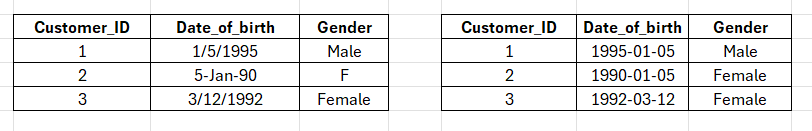 Customer_ID Date_of_birth Gender Customer_ID Date_of_birth Gender
1 1/5/1995 Male 1 1995-01-05 Male
2 5-Jan-90 F 2 1990-01-05 Female
3 3/12/1992 Female 3 1992-03-12 Female